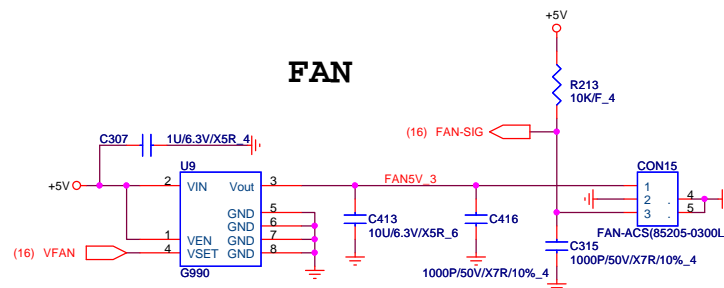 +5V
FAN
R213
10K/F_4
(16) FAN-SIG
C307
1U/6.3V/X5R_4
U9
CON15
+5V
2 VIN Vout 3
FAN5V_3
1
2 . 4
3 . 5
GND 5
GND 6
GND 7
GND 8
1 VEN
4 VSET
(16) VFAN
G990
C413
10U/6.3V/X5R_6
C416
1000P/50V/X7R/10%_4
FAN-ACS(85205-0300L
C315
1000P/50V/X7R/10%_4